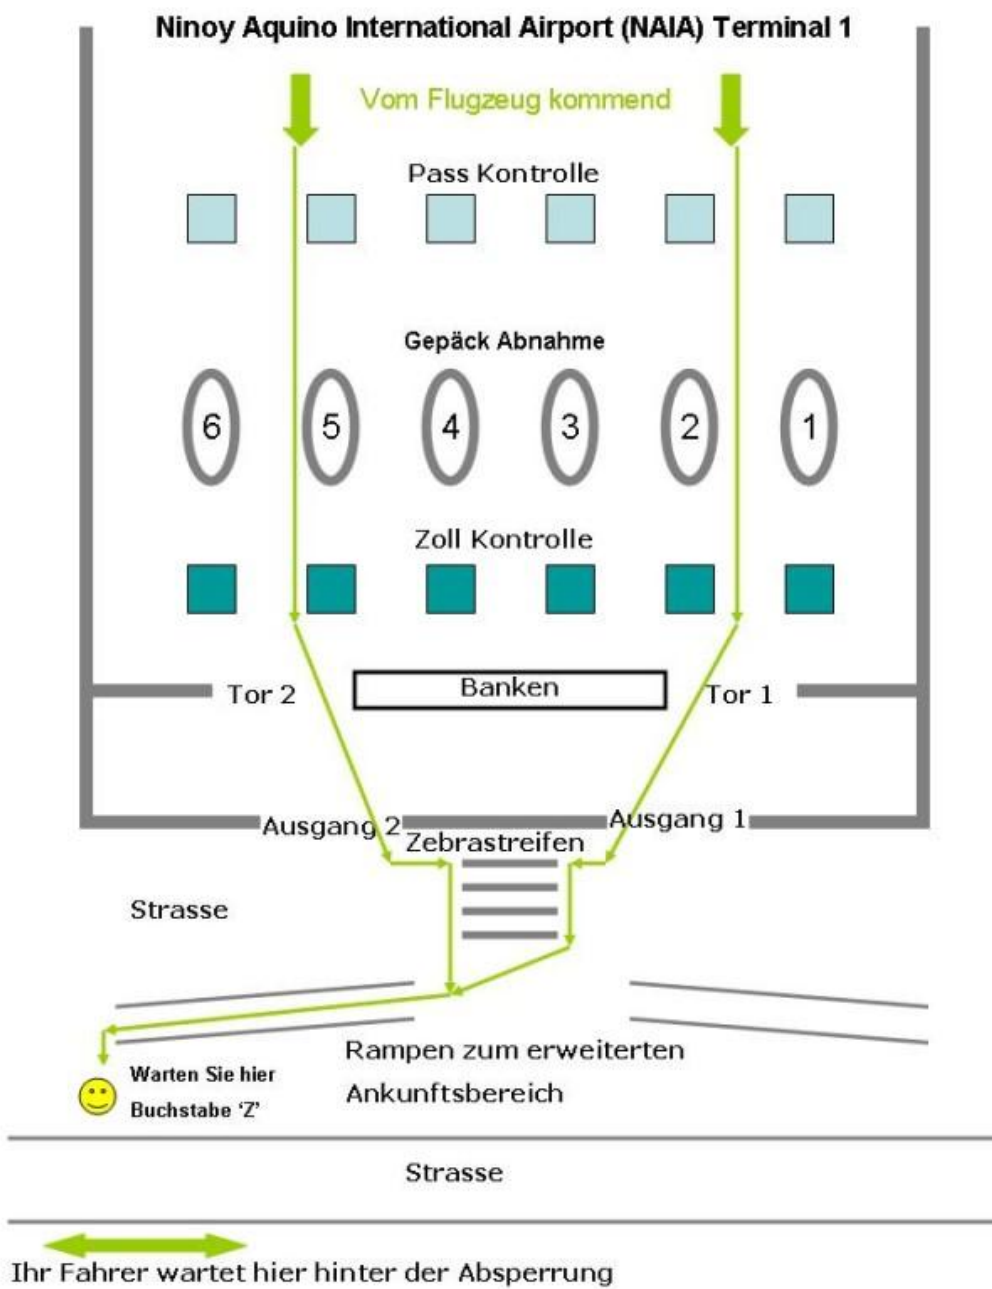 Ninoy Aquino International Airport (NAIA) Terminal 1
Vom Flugzeug kommend
Pass Kontrolle
Gepäck Abnahme
6 5 4 3 2 1
Zoll Kontrolle
Tor 2 Banken Tor 1
Ausgang 2 Ausgang 1
Zebrastreifen
Strasse
Rampen zum erweiterten
Ankunftsbereich
Warten Sie hier
Buchstabe ‘Z’
Strasse
Ihr Fahrer wartet hier hinter der Absperrung